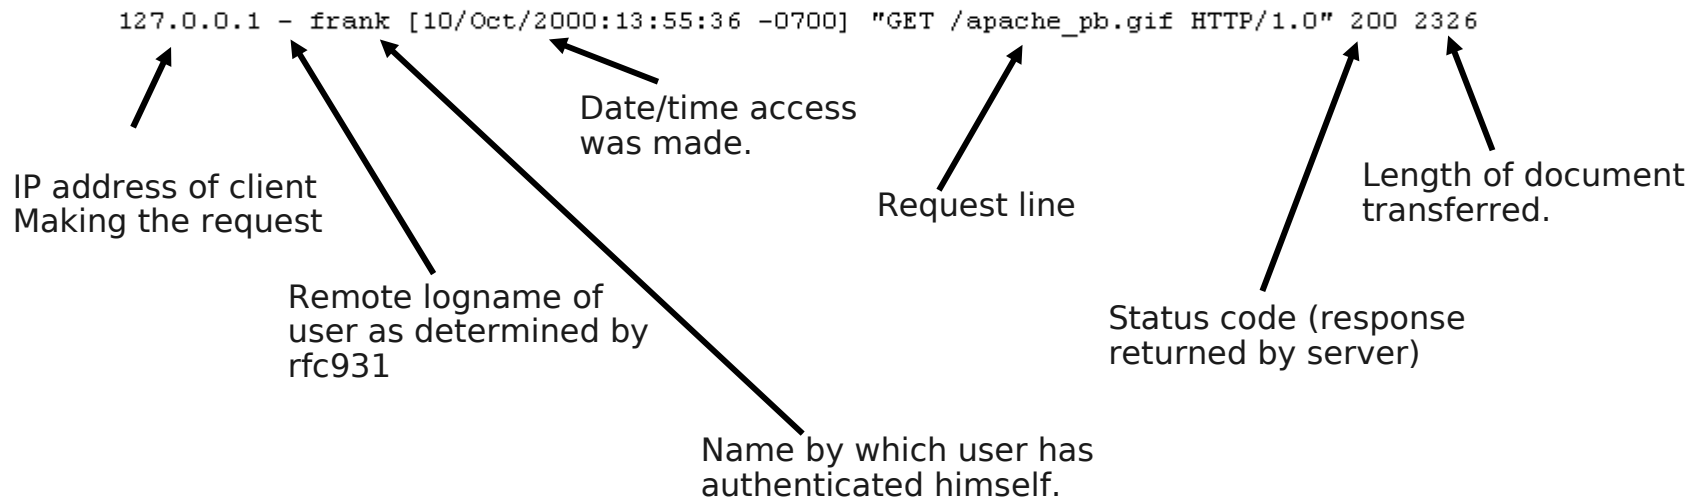 127.0.0.1 - frank [10/Oct/2000:13:55:36 -0700] "GET /apache_pb.gif HTTP/1.0" 200 2326
Date/time access
was made.
IP address of client
Making the request
Request line
Length of document
transferred.
Remote logname of
user as determined by
rfc931
Status code (response
returned by server)
Name by which user has
authenticated himself.